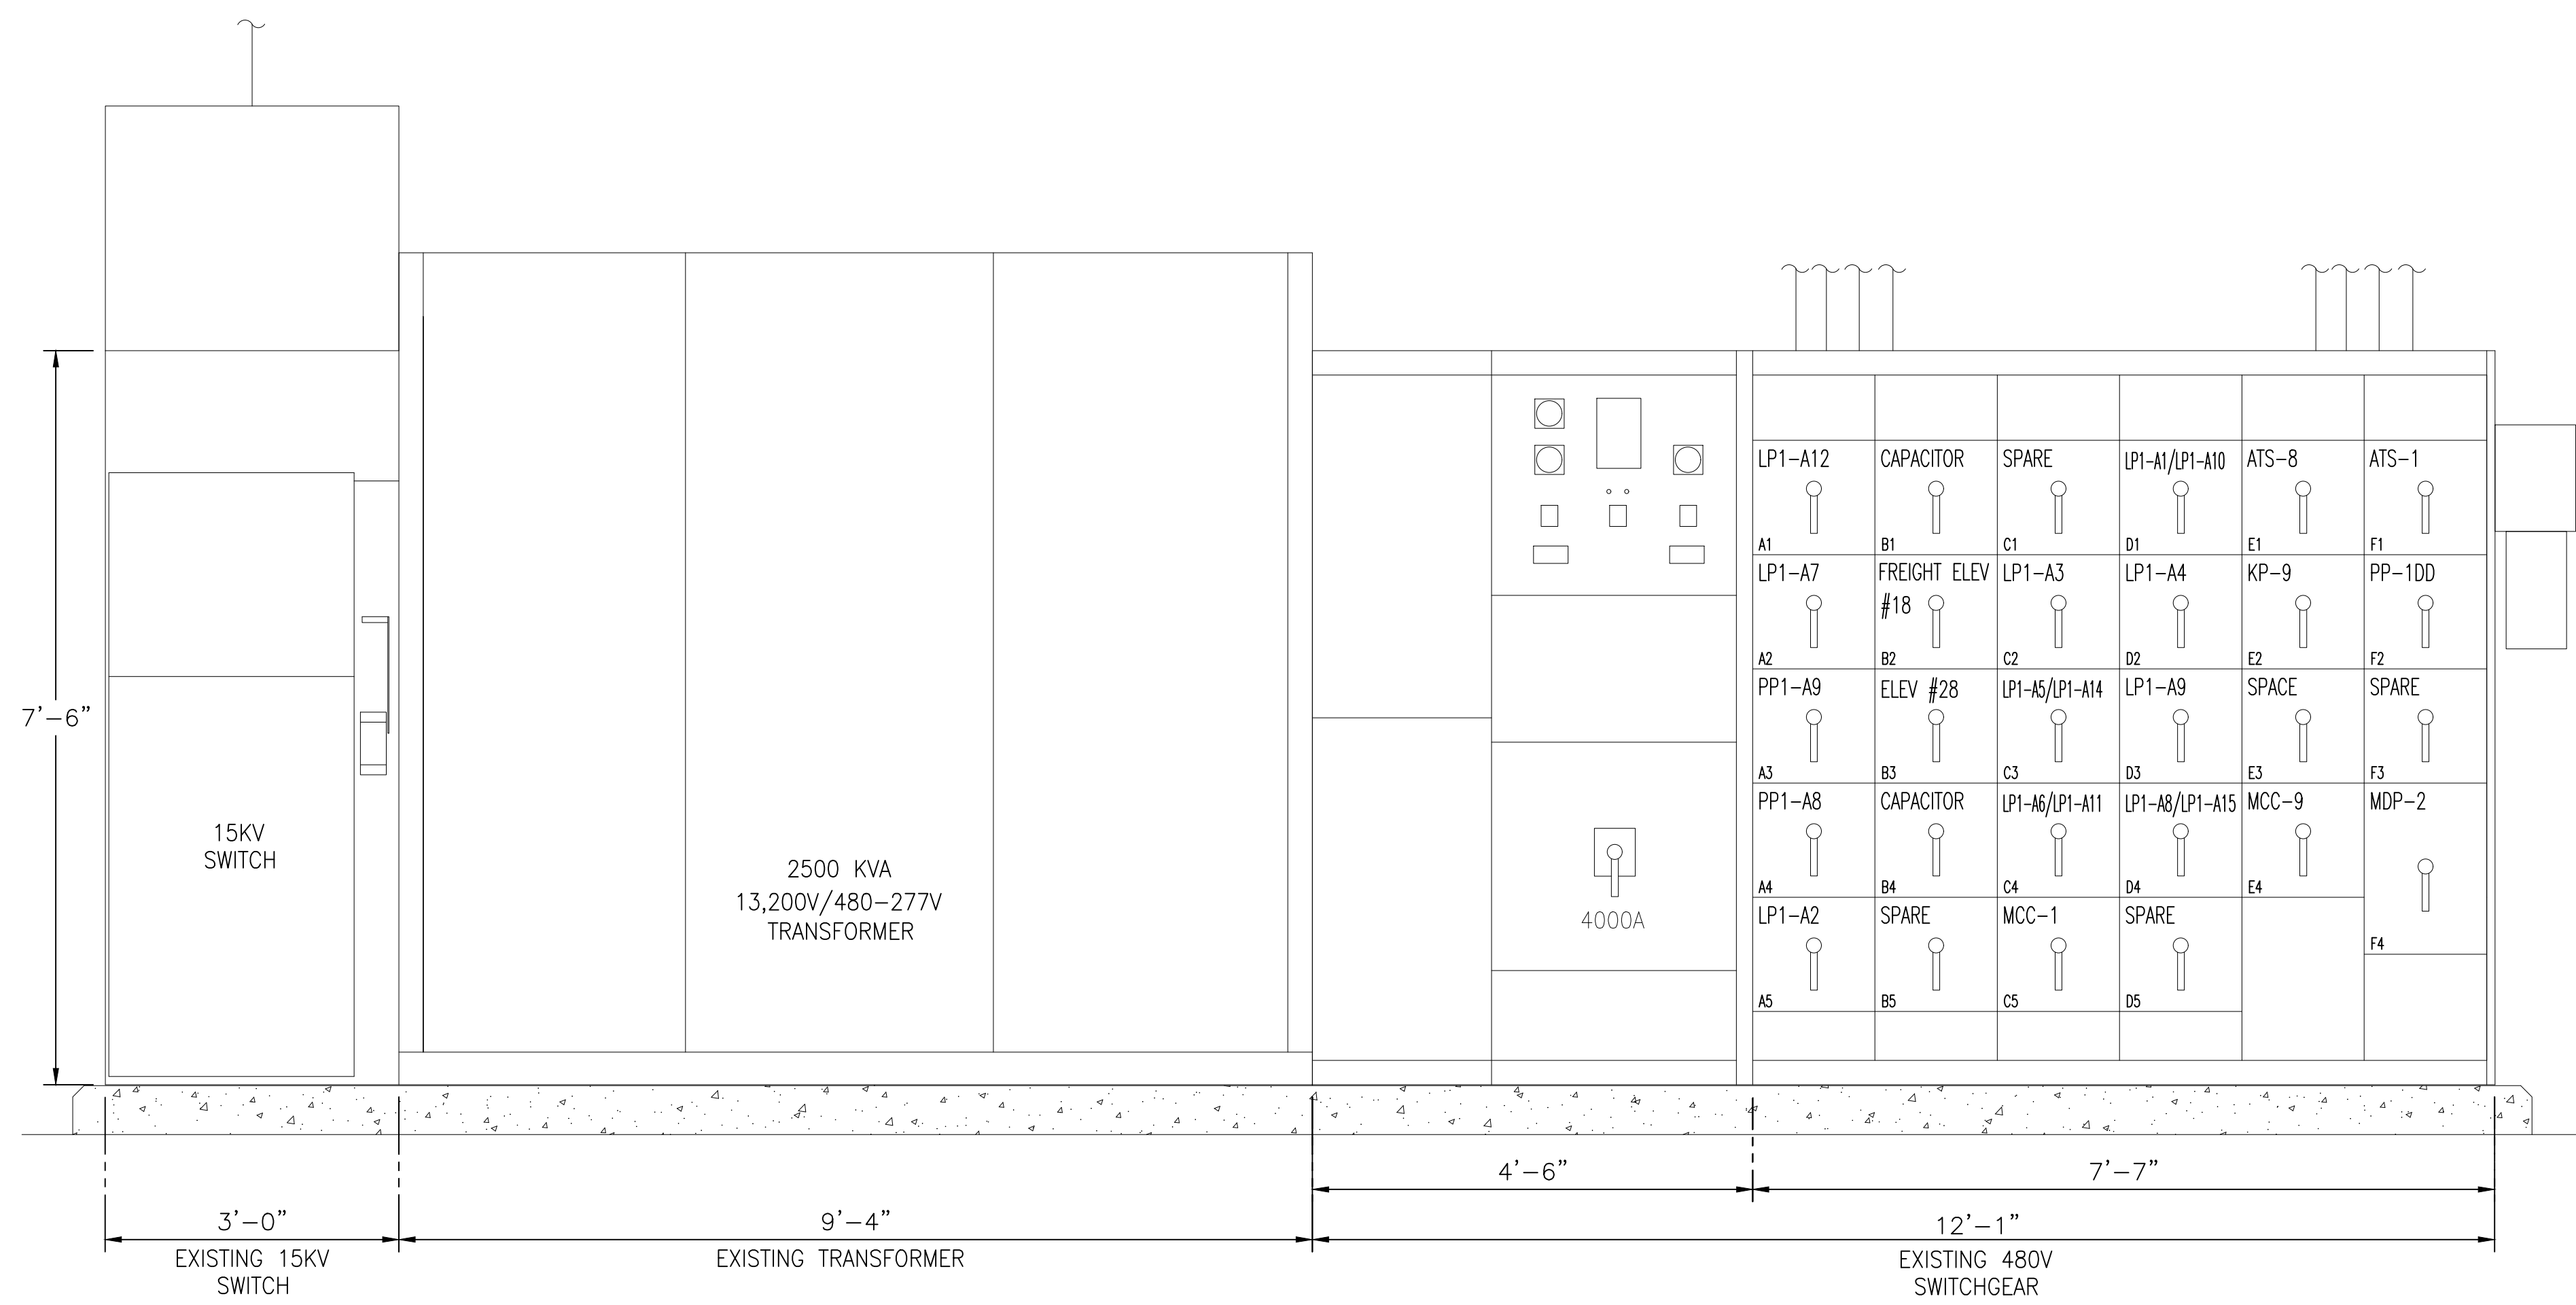 LP1-A12
CAPACITOR
SPARE
LP1-A1/LP1-A10
ATS-8
ATS-1
A1
B1
C1
D1
E1
F1
LP1-A7
FREIGHT ELEV
#18
LP1-A3
LP1-A4
KP-9
PP-1DD
A2
B2
C2
D2
E2
F2
PP1-A9
ELEV #28
LP1-A5/LP1-A14
LP1-A9
SPACE
SPARE
A3
B3
C3
D3
E3
F3
7'-6"
PP1-A8
CAPACITOR
LP1-A6/LP1-A11
LP1-A8/LP1-A15
MCC-9
MDP-2
A4
B4
C4
D4
E4
F4
15KV
SWITCH
2500 KVA
13,200V/480-277V
TRANSFORMER
4000A
LP1-A2
SPARE
MCC-1
SPARE
A5
B5
C5
D5
4'-6"
7'-7"
3'-0"
9'-4"
12'-1"
EXISTING 15KV
SWITCH
EXISTING TRANSFORMER
EXISTING 480V
SWITCHGEAR